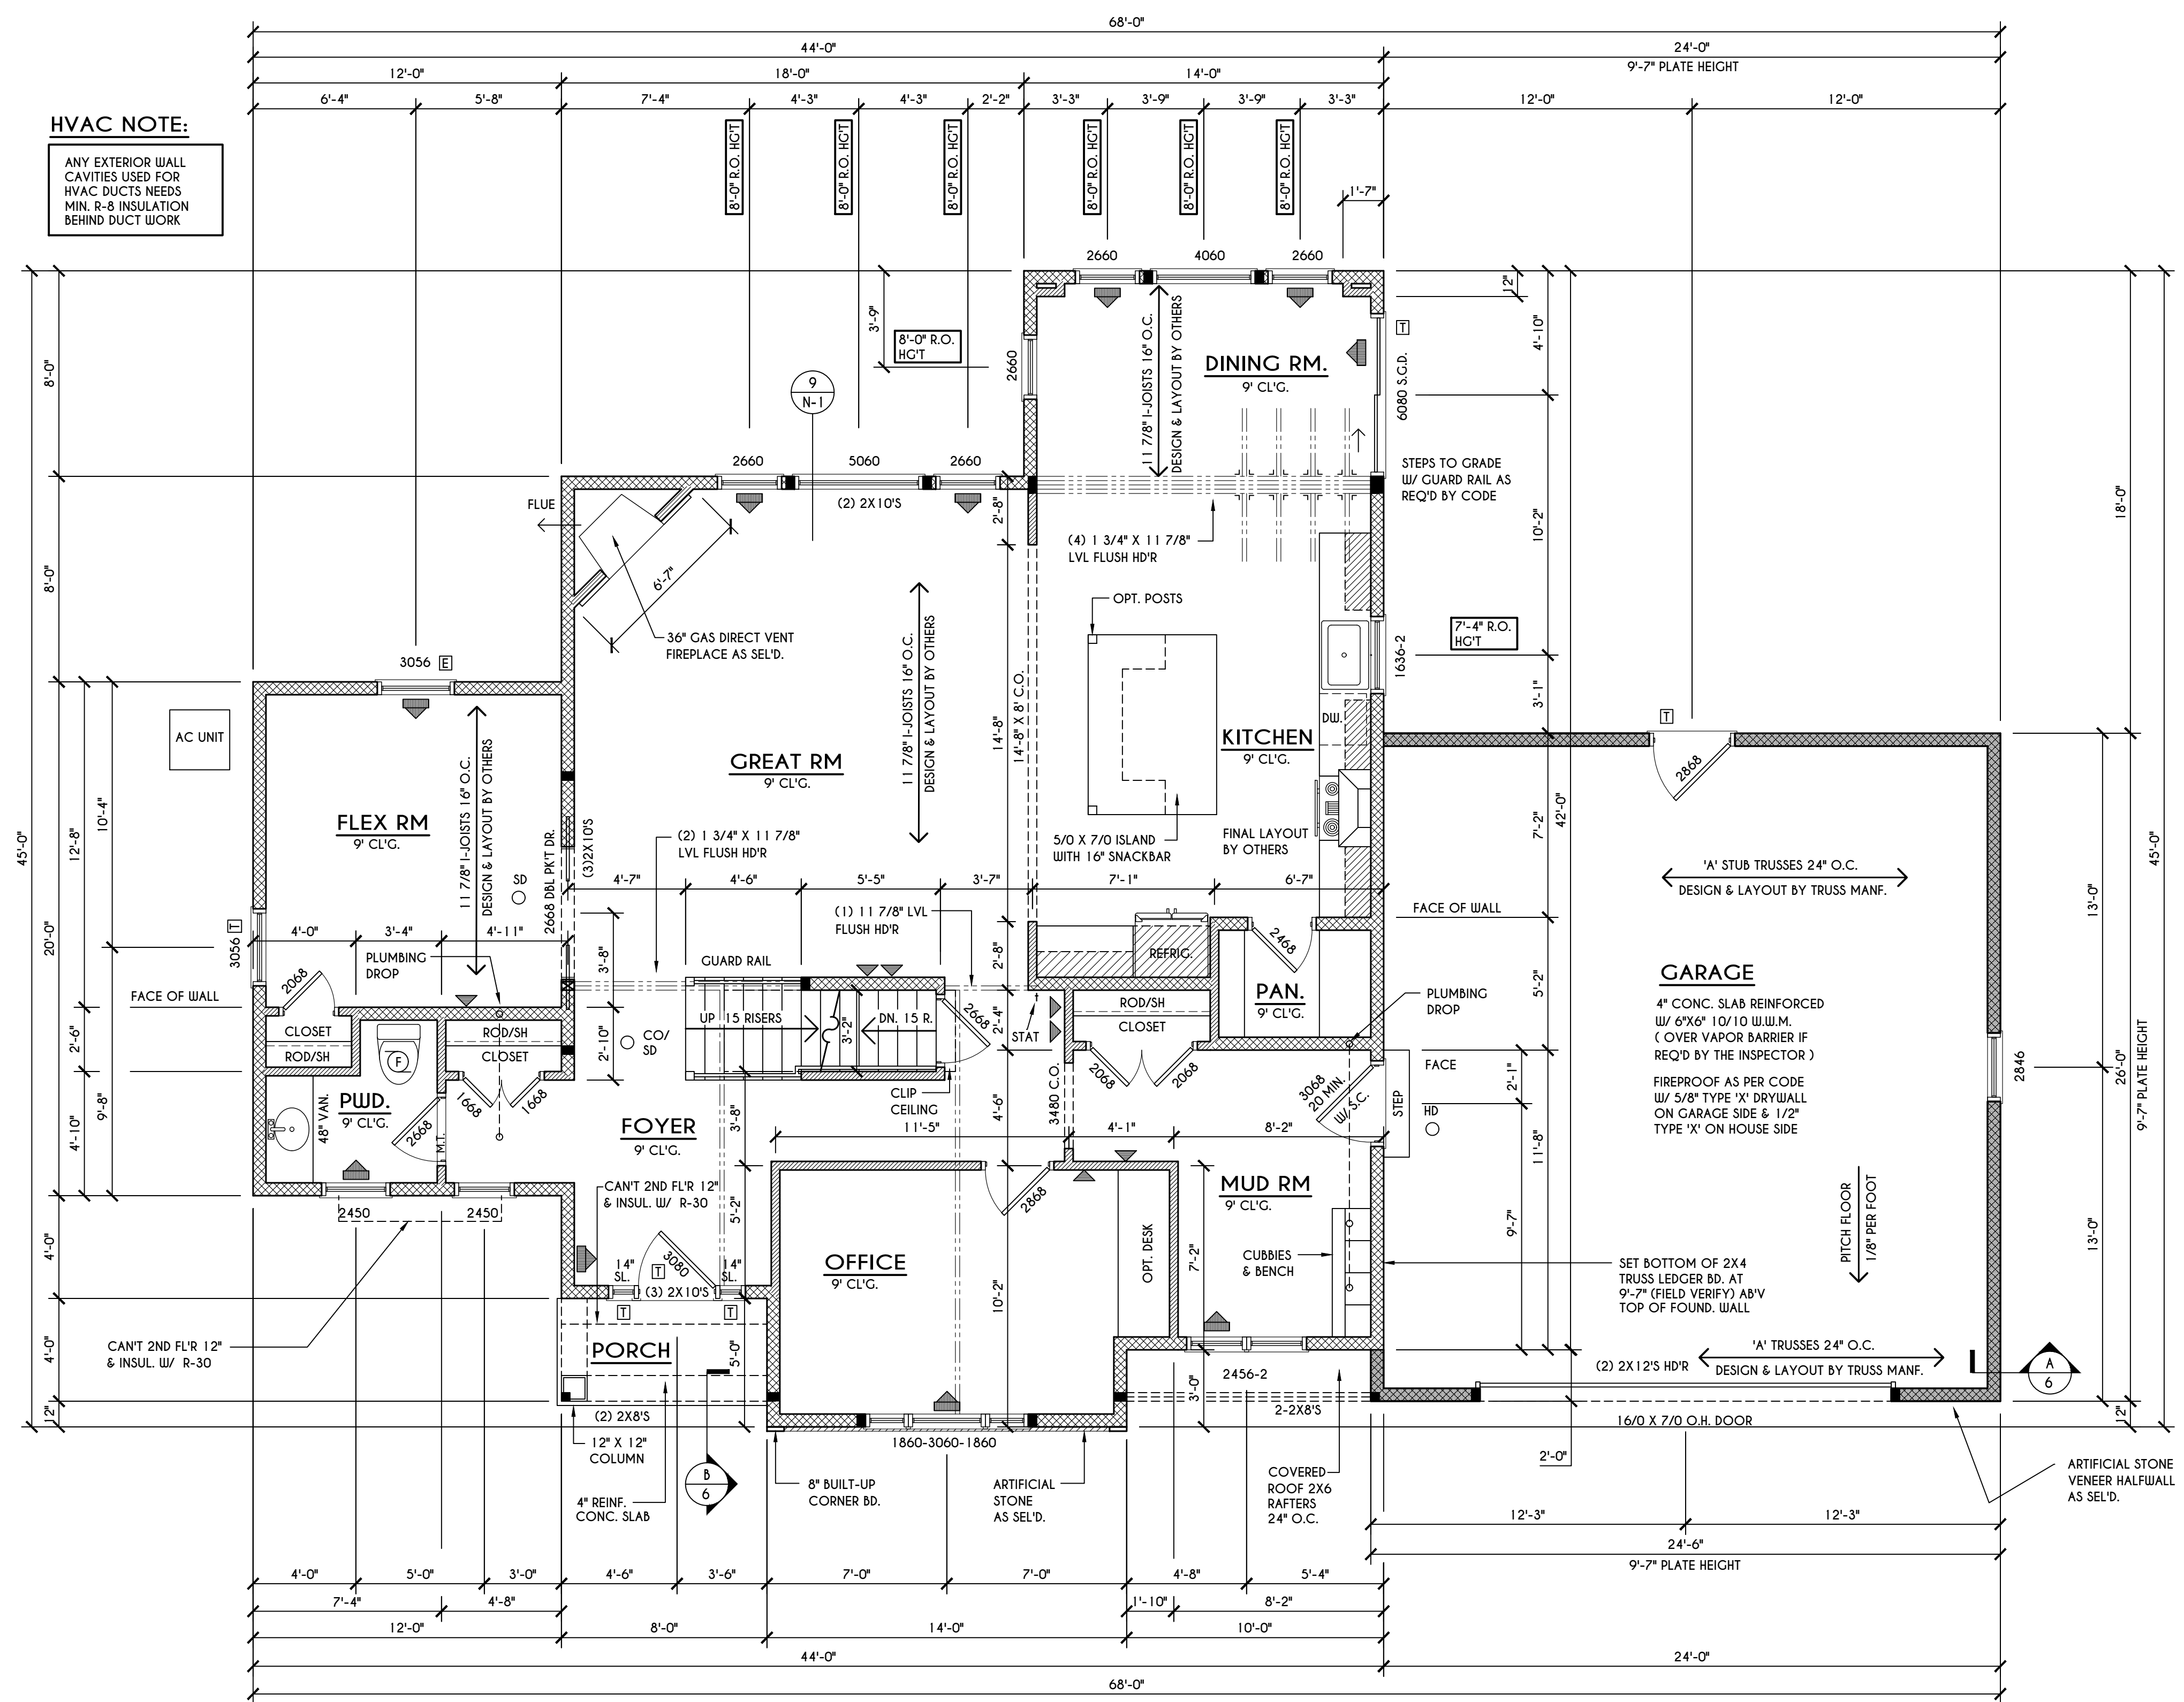 68'-0"
44'-0"
24'-0"
9'-7" PLATE HEIGHT
12'-0"
18'-0"
14'-0"
6'-4"
5'-8"
7'-4"
4'-3"
4'-3"
2'-2"
3'-3"
3'-9"
3'-9"
3'-3"
12'-0"
12'-0"
HVAC NOTE:
ANY EXTERIOR WALL
CAVITIES USED FOR
HVAC DUCTS NEEDS
MIN. R-8 INSULATION
BEHIND DUCT WORK
8'-0" R.O. HG'T
8'-0" R.O. HG'T
8'-0" R.O. HG'T
8'-0" R.O. HG'T
8'-0" R.O. HG'T
8'-0" R.O. HG'T
1'-7"
2660
4060
2660
12"
3'-9"
8'-0" R.O.
HG'T
2660
11 7/8" I-JOISTS 16" O.C.
DESIGN & LAYOUT BY OTHERS
DINING RM.
9' CL'G.
T
6080 S.G.D.
4'-10"
8'-0"
9
N-1
2660
5060
2660
(2) 2X10'S
STEPS TO GRADE
W/ GUARD RAIL AS
REQ'D BY CODE
18'-0"
FLUE
2'-8"
(4) 1 3/4" X 11 7/8"
LVL FLUSH HD'R
10'-2"
8'-0"
6'-7"
OPT. POSTS
36" GAS DIRECT VENT
FIREPLACE AS SEL'D.
7'-4" R.O.
HG'T
1636-2
3'-1"
3056 E
11 7/8" I-JOISTS 16" O.C.
DESIGN & LAYOUT BY OTHERS
14'-8"
14'-8" X 8' C.O.
AC UNIT
DW.
T
2868
KITCHEN
9' CL'G.
GREAT RM
9' CL'G.
11 7/8" I-JOISTS 16" O.C.
DESIGN & LAYOUT BY OTHERS
FLEX RM
9' CL'G.
10'-4"
12'-8"
45'-0"
20'-0"
2668 DBL PK'T DR.
(3)2X10'S
(2) 1 3/4" X 11 7/8"
LVL FLUSH HD'R
5/0 X 7/0 ISLAND
WITH 16" SNACKBAR
FINAL LAYOUT
BY OTHERS
7'-2"
42'-0"
'A' STUB TRUSSES 24" O.C.
DESIGN & LAYOUT BY TRUSS MANF.
13'-0"
45'-0"
SD
4'-7"
4'-6"
5'-5"
3'-7"
7'-1"
6'-7"
(1) 11 7/8" LVL
FLUSH HD'R
FACE OF WALL
3056 T
4'-0"
3'-4"
4'-11"
PLUMBING
DROP
3'-8"
GUARD RAIL
2'-8"
REFRIG.
2468
2068
FACE OF WALL
GARAGE
4" CONC. SLAB REINFORCED
W/ 6"X6" 10/10 W.W.M.
( OVER VAPOR BARRIER IF
REQ'D BY THE INSPECTOR )
FIREPROOF AS PER CODE
W/ 5/8" TYPE 'X' DRYWALL
ON GARAGE SIDE & 1/2"
TYPE 'X' ON HOUSE SIDE
5'-2"
PLUMBING
DROP
PAN.
9' CL'G.
ROD/SH
CLOSET
CLOSET
ROD/SH
F
ROD/SH
CLOSET
2'-6"
2'-10"
CO/
SD
UP 15 RISERS
3'-2"
DN. 15 R.
2668
STAT
2'-4"
2068
2068
3068
20 MIN.
W/ S.C.
STEP
FACE
HD
2'-1"
2846
26'-0"
9'-7" PLATE HEIGHT
1668
1668
48" VAN.
PWD.
9' CL'G.
2668
M.T.
9'-8"
4'-10"
FOYER
9' CL'G.
3'-8"
CLIP
CEILING
4'-6"
3480 C.O.
11'-5"
4'-1"
8'-2"
11'-8"
CAN'T 2ND FL'R 12"
& INSUL. W/ R-30
5'-2"
2868
MUD RM
9' CL'G.
2450
2450
OFFICE
9' CL'G.
OPT. DESK
7'-2"
CUBBIES
& BENCH
9'-7"
PITCH FLOOR
1/8" PER FOOT
13'-0"
SET BOTTOM OF 2X4
TRUSS LEDGER BD. AT
9'-7" (FIELD VERIFY) AB'V
TOP OF FOUND. WALL
4'-0"
14"
SL.
T
3080
14"
SL.
(3) 2X10'S
T
T
10'-2"
CAN'T 2ND FL'R 12"
& INSUL. W/ R-30
4'-0"
PORCH
5'-0"
'A' TRUSSES 24" O.C.
(2) 2X12'S HD'R
DESIGN & LAYOUT BY TRUSS MANF.
A
6
2456-2
3'-0"
2-2X8'S
12"
(2) 2X8'S
16/0 X 7/0 O.H. DOOR
12"
12" X 12"
COLUMN
1860-3060-1860
2'-0"
B
6
8" BUILT-UP
CORNER BD.
ARTIFICIAL
STONE
AS SEL'D.
COVERED
ROOF 2X6
RAFTERS
24" O.C.
ARTIFICIAL STONE
VENEER HALFWALL
AS SEL'D.
4" REINF.
CONC. SLAB
12'-3"
12'-3"
24'-6"
9'-7" PLATE HEIGHT
4'-0"
5'-0"
3'-0"
4'-6"
3'-6"
7'-0"
7'-0"
4'-8"
5'-4"
7'-4"
4'-8"
1'-10"
8'-2"
12'-0"
8'-0"
14'-0"
10'-0"
44'-0"
24'-0"
68'-0"